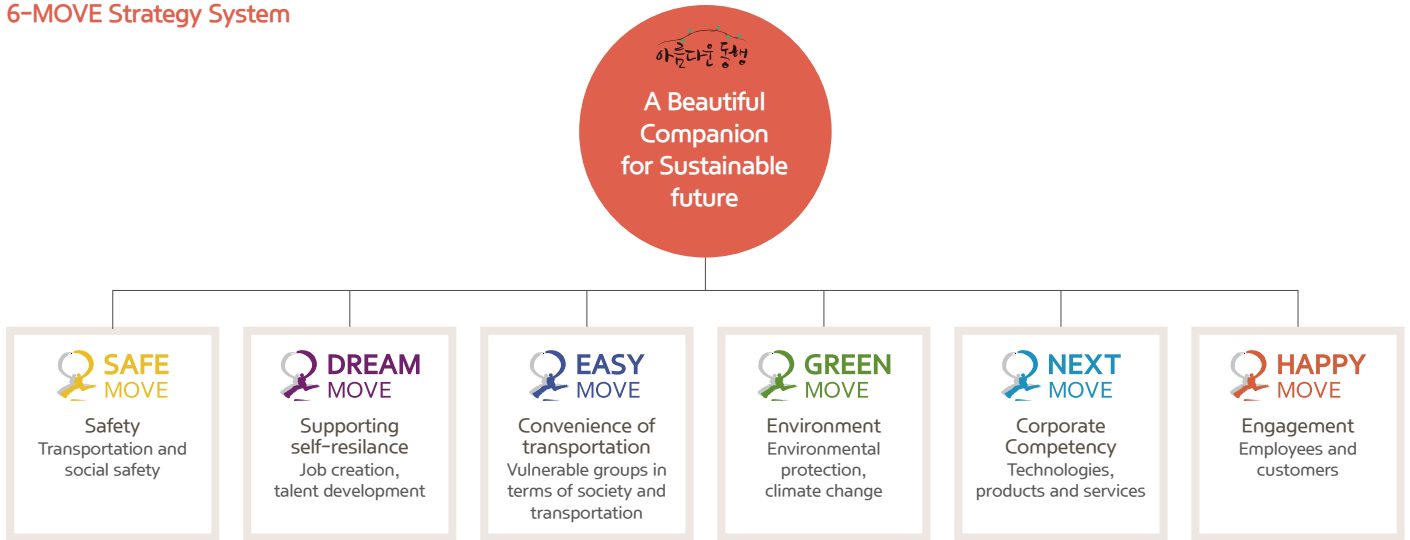 6-MOVE Strategy System
아름다운 동행
A Beautiful
Companion
for Sustainable
future
SAFE
MOVE
Safety
Transportation and
social safety
DREAM
MOVE
Supporting
self-resilance
Job creation,
talent development
EASY
MOVE
Convenience of
transportation
Vulnerable groups in
terms of society and
transportation
GREEN
MOVE
Environment
Environmental
protection,
climate change
NEXT
MOVE
Corporate
Competency
Technologies,
products and services
HAPPY
MOVE
Engagement
Employees and
customers